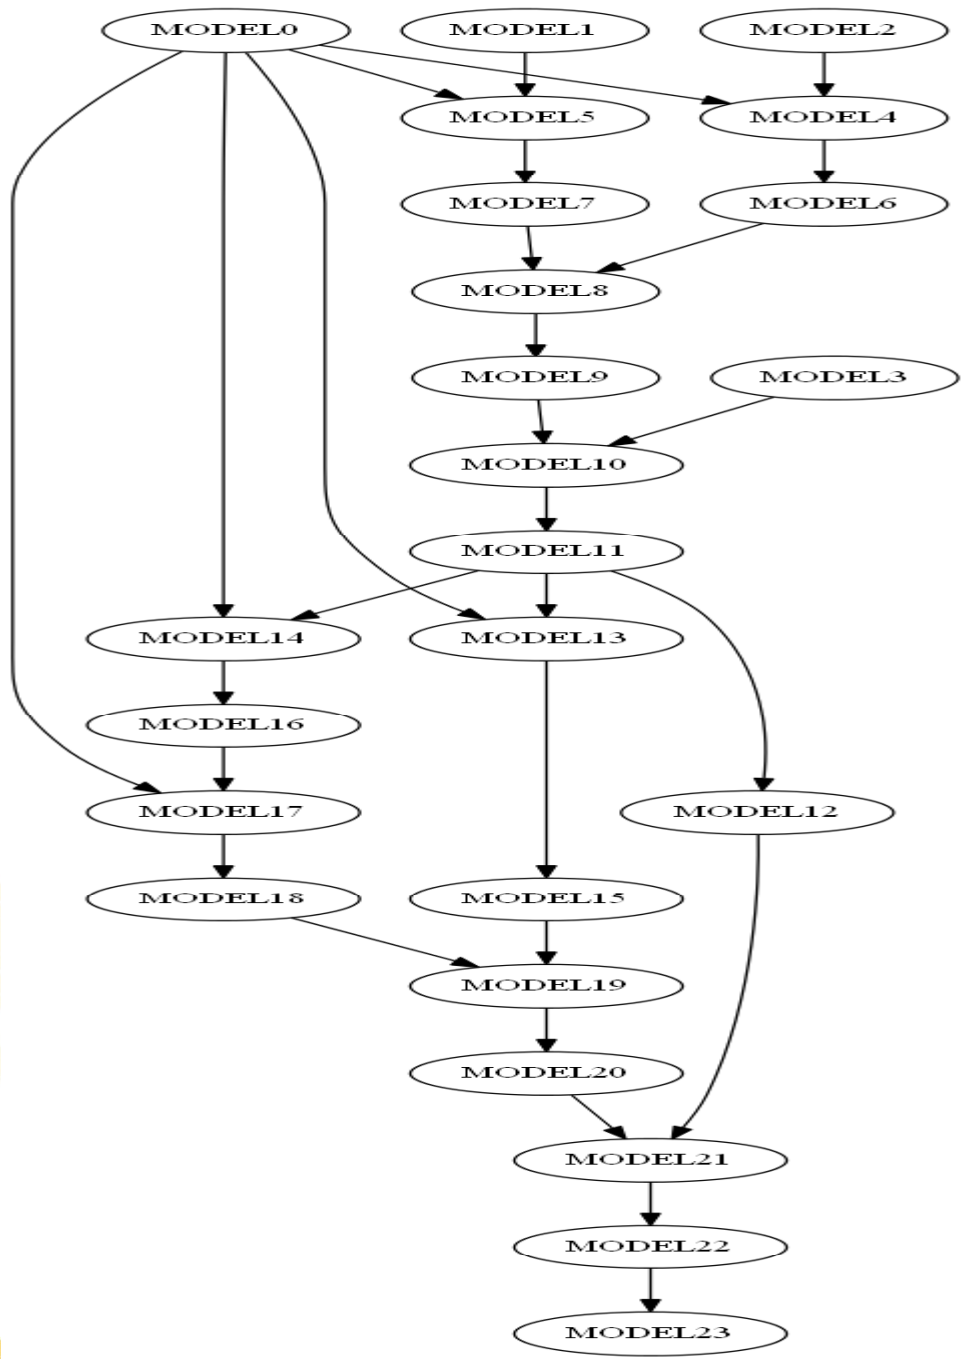 MODEL0 MODEL1 MODEL2
MODEL5 MODEL4
MODEL7 MODEL6
MODEL8
MODEL9 MODEL3
MODEL10
MODEL11
MODEL14 MODEL13
MODEL16
MODEL17 MODEL12
MODEL18 MODEL15
MODEL19
MODEL20
MODEL21
MODEL22
MODEL23